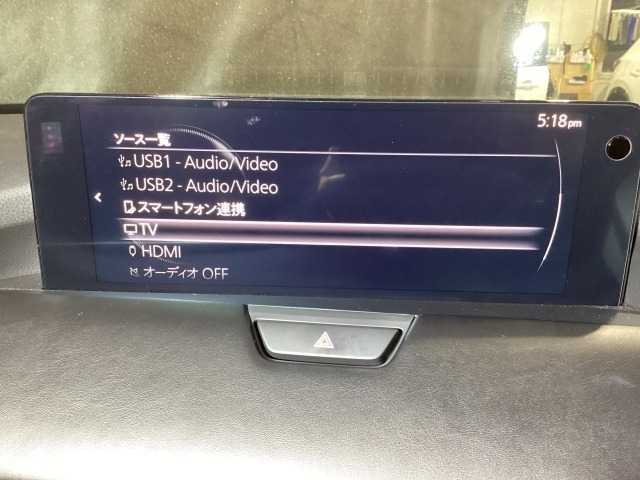 5:18pm
ソース一覧
USB1 - Audio/Video
USB2 - Audio/Video
スマートフォン連携
TV
HDMI
オーディオ OFF